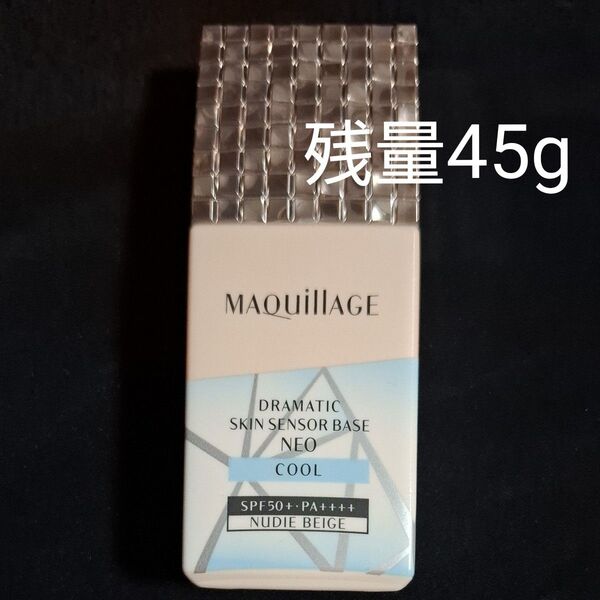 残量45g
MAQuillAGE
DRAMATIC
SKIN SENSOR BASE
NEO
COOL
SPF50+・PA++++
NUDIE BEIGE